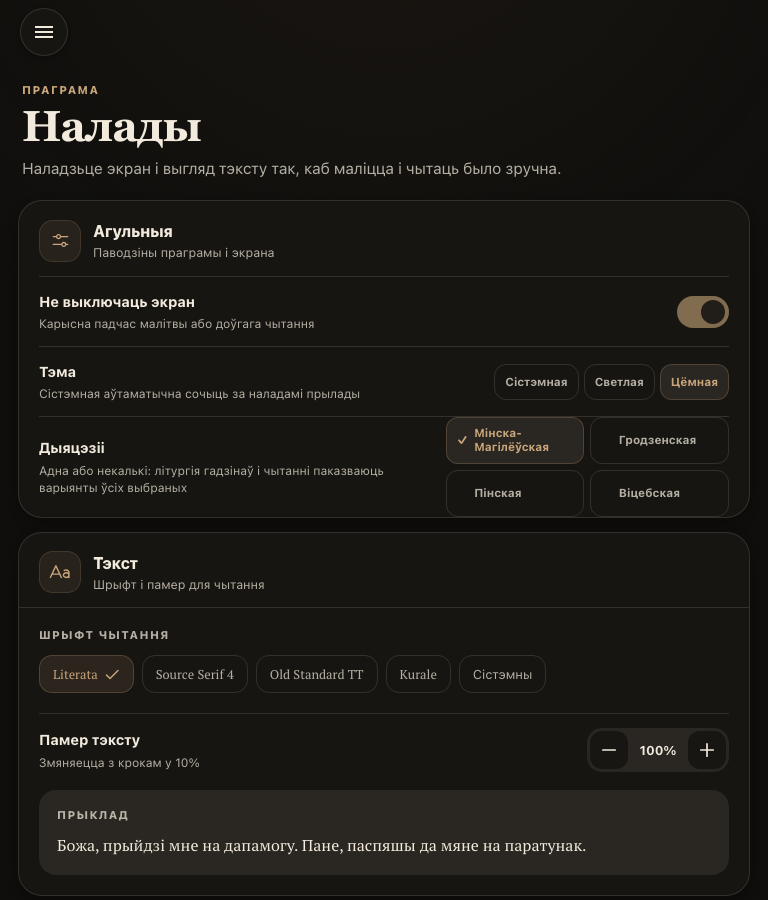 ПРАГРАМА
Налады
Наладзьце экран і выгляд тэксту так, каб маліцца і чытаць было зручна.
Агульныя
Паводзіны праграмы і экрана
Не выключаць экран
Карысна падчас малітвы або доўгага чытання
Тэма
Сістэмная аўтаматычна сочыць за наладамі прылады
Сістэмная
Светлая
Цёмная
Дыяцэзіі
Адна або некалькі: літургія гадзінаў і чытанні паказваюць
варыянты ўсіх выбраных
Мінска-
Магілёўская
Гродзенская
Пінская
Віцебская
Aa
Тэкст
Шрыфт і памер для чытання
ШРЫФТ ЧЫТАННЯ
Literata
Source Serif 4
Old Standard TT
Kurale
Сістэмны
Памер тэксту
Змяняецца з крокам у 10%
100%
ПРЫКЛАД
Божа, прыйдзі мне на дапамогу. Пане, паспяшы да мяне на паратунак.